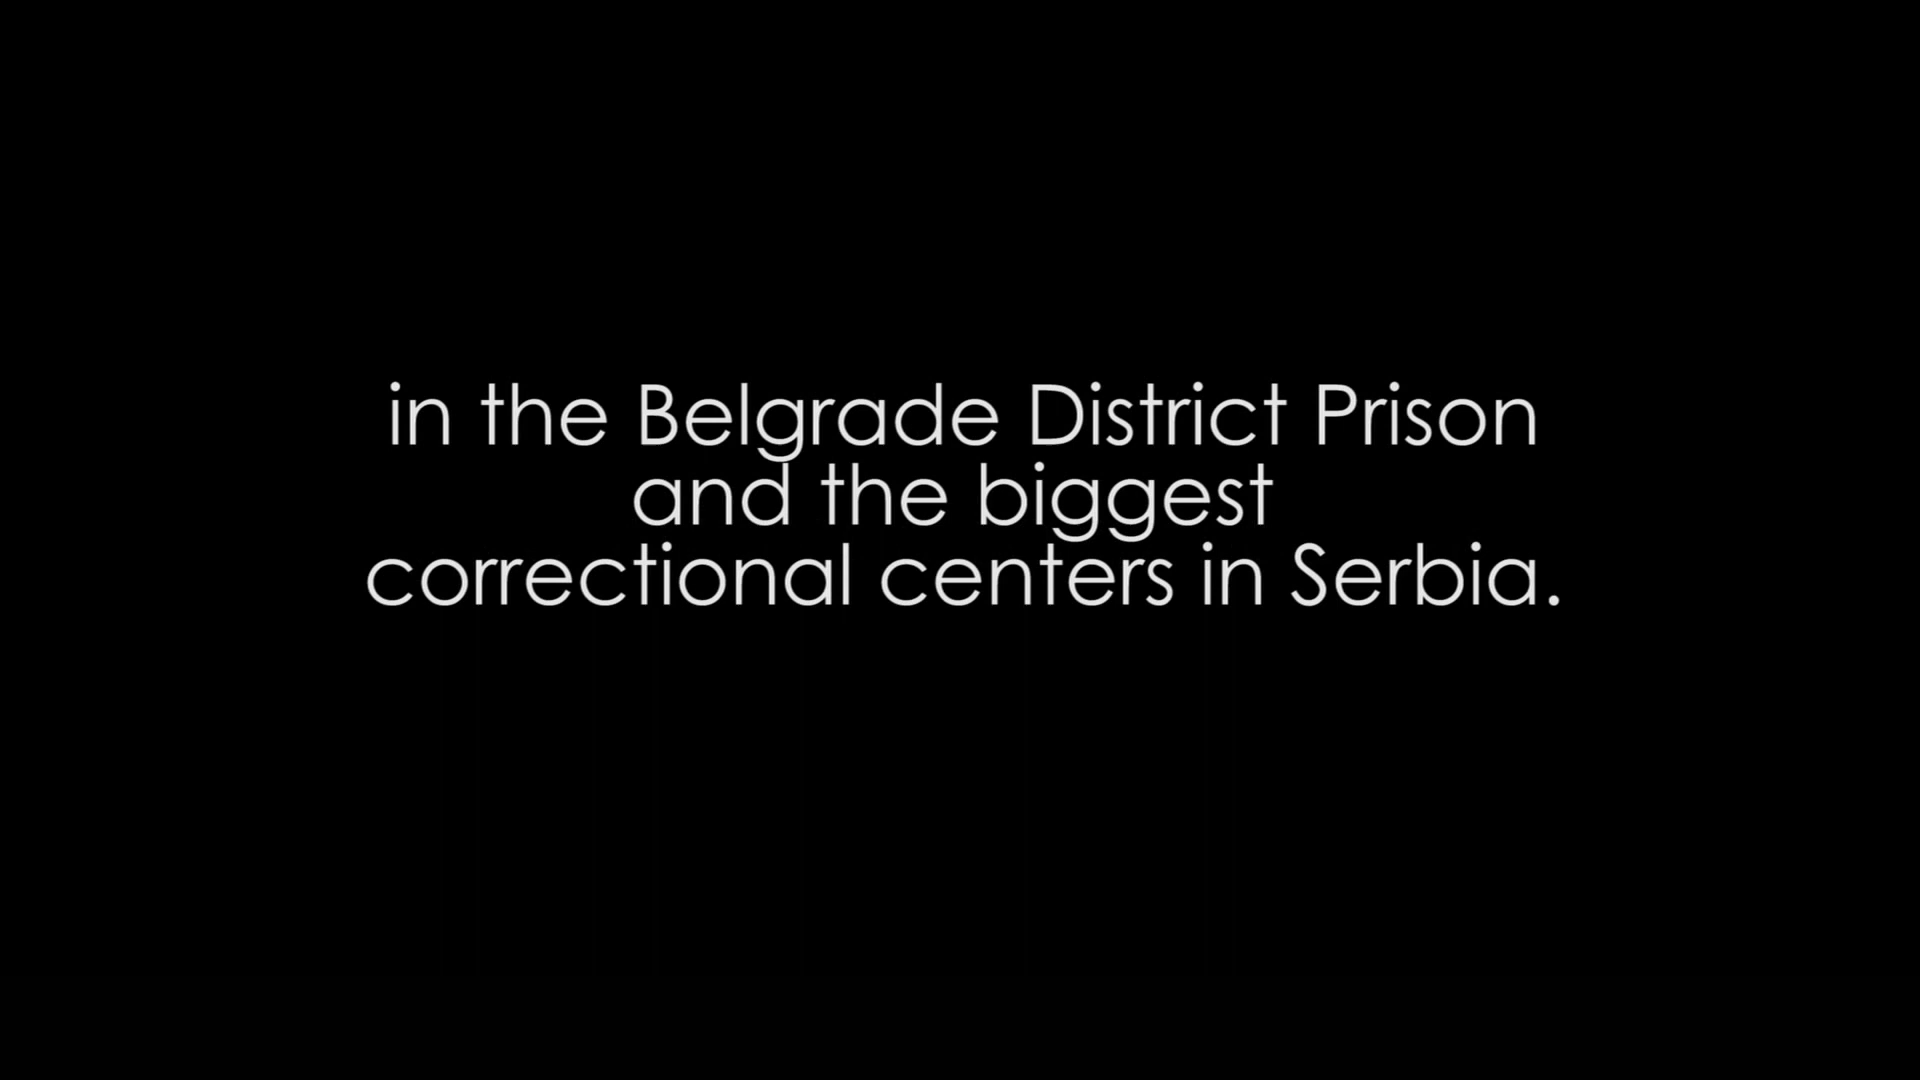 in the Belgrade District Prison
and the biggest
correctional centers in Serbia.